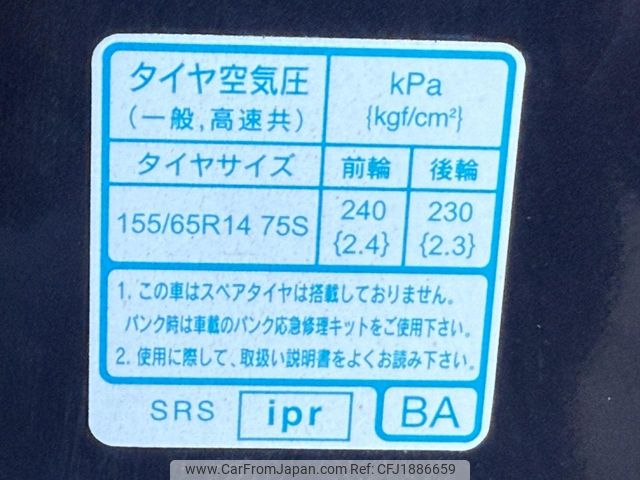 タイヤ空気圧
(一般,高速共)
kPa
{kgf/cm²}
タイヤサイズ
前輪
後輪
155/65R14 75S
240
{2.4}
230
{2.3}
1. この車はスペアタイヤは搭載しておりません。
パンク時は車載のパンク応急修理キットをご使用下さい。
2. 使用に際して、取扱い説明書をよくお読み下さい。
SRS
ipr
BA
www.CarFromJapan.com ID: CFJ1886659